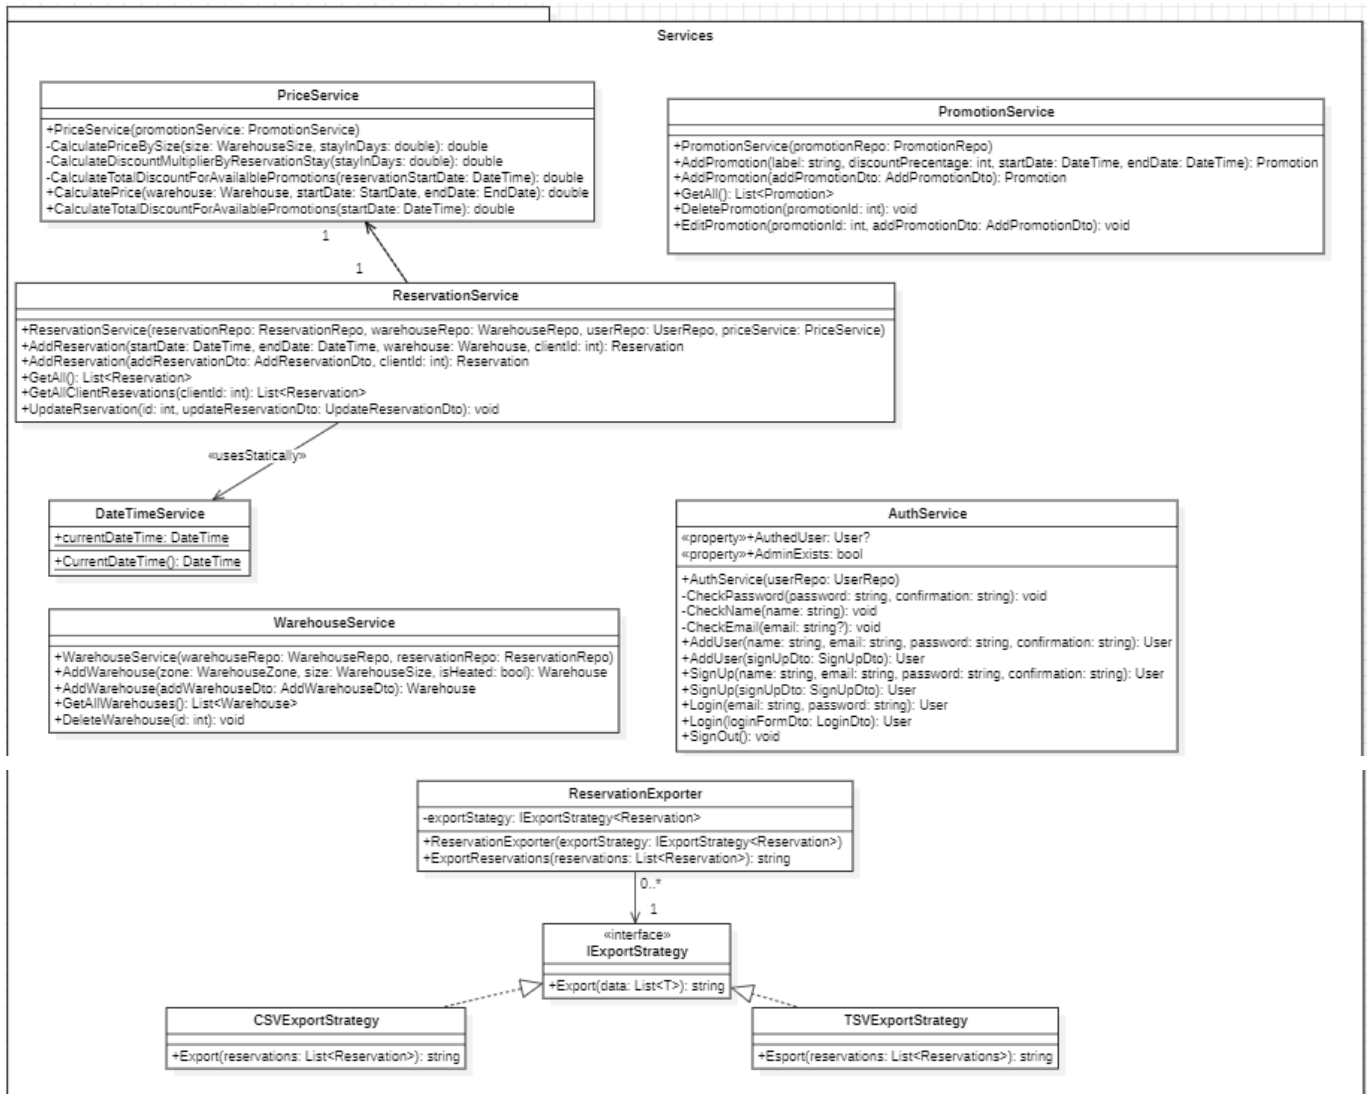 Services
PriceService
+PriceService(promotionService: PromotionService)
-CalculatePriceBySize(size: WarehouseSize, stayInDays: double): double
-CalculateDiscountMultiplierByReservationStay(stayInDays: double): double
-CalculateTotalDiscountForAvailalblePromotions(reservationStartDate: DateTime): double
+CalculatePrice(warehouse: Warehouse, startDate: StartDate, endDate: EndDate): double
+CalculateTotalDiscountForAvailablePromotions(startDate: DateTime): double
PromotionService
+PromotionService(promotionRepo: PromotionRepo)
+AddPromotion(label: string, discountPrecentage: int, startDate: DateTime, endDate: DateTime): Promotion
+AddPromotion(addPromotionDto: AddPromotionDto): Promotion
+GetAll(): List<Promotion>
+DeletePromotion(promotionId: int): void
+EditPromotion(promotionId: int, addPromotionDto: AddPromotionDto): void
1
1
ReservationService
+ReservationService(reservationRepo: ReservationRepo, warehouseRepo: WarehouseRepo, userRepo: UserRepo, priceService: PriceService)
+AddReservation(startDate: DateTime, endDate: DateTime, warehouse: Warehouse, clientId: int): Reservation
+AddReservation(addReservationDto: AddReservationDto, clientId: int): Reservation
+GetAll(): List<Reservation>
+GetAllClientResevations(clientId: int): List<Reservation>
+UpdateRservation(id: int, updateReservationDto: UpdateReservationDto): void
«usesStatically»
DateTimeService
+currentDateTime: DateTime
+CurrentDateTime(): DateTime
AuthService
«property»+AuthedUser: User?
«property»+AdminExists: bool
+AuthService(userRepo: UserRepo)
-CheckPassword(password: string, confirmation: string): void
-CheckName(name: string): void
-CheckEmail(email: string?): void
+AddUser(name: string, email: string, password: string, confirmation: string): User
+AddUser(signUpDto: SignUpDto): User
+SignUp(name: string, email: string, password: string, confirmation: string): User
+SignUp(signUpDto: SignUpDto): User
+Login(email: string, password: string): User
+Login(loginFormDto: LoginDto): User
+SignOut(): void
WarehouseService
+WarehouseService(warehouseRepo: WarehouseRepo, reservationRepo: ReservationRepo)
+AddWarehouse(zone: WarehouseZone, size: WarehouseSize, isHeated: bool): Warehouse
+AddWarehouse(addWarehouseDto: AddWarehouseDto): Warehouse
+GetAllWarehouses(): List<Warehouse>
+DeleteWarehouse(id: int): void
ReservationExporter
-exportStategy: IExportStrategy<Reservation>
+ReservationExporter(exportStrategy: IExportStrategy<Reservation>)
+ExportReservations(reservations: List<Reservation>): string
0..*
1
«interface»
IExportStrategy
+Export(data: List<T>): string
CSVExportStrategy
+Export(reservations: List<Reservation>): string
TSVExportStrategy
+Esport(reservations: List<Reservations>): string